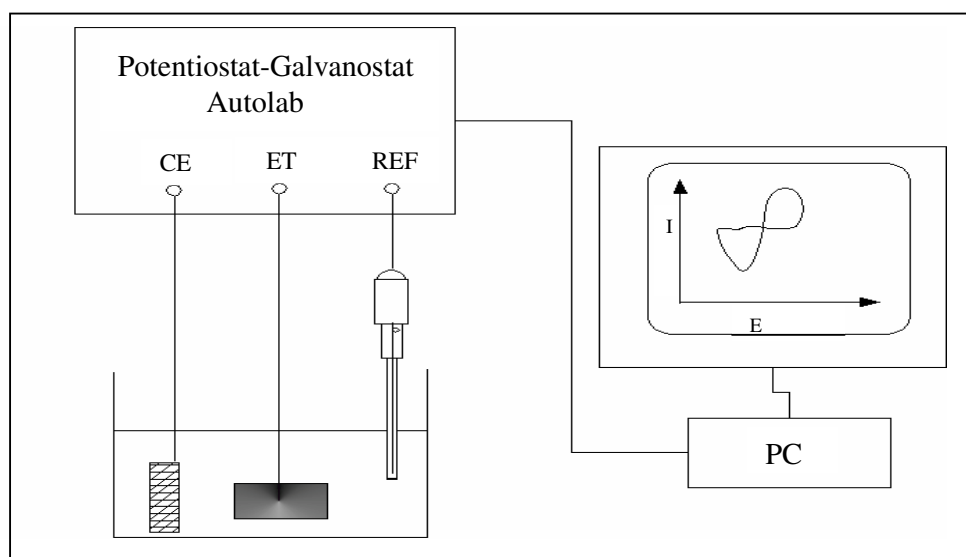 Potentiostat-Galvanostat
Autolab
CE ET REF
I
E
PC